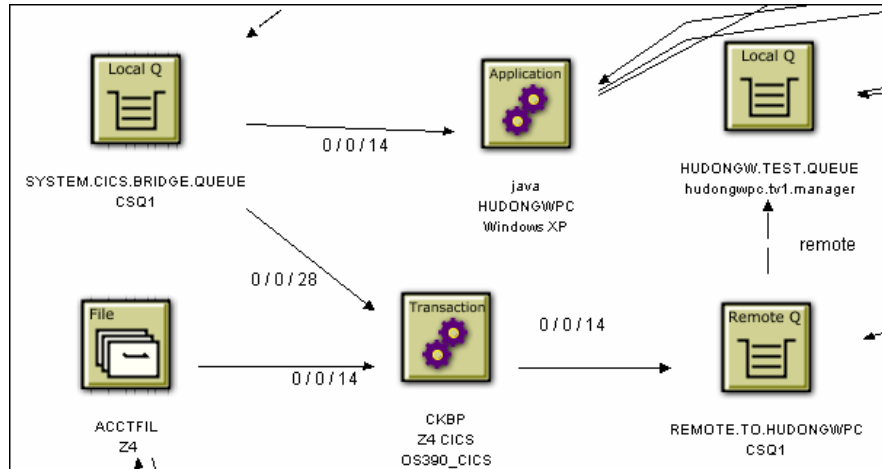 Local Q
SYSTEM.CICS.BRIDGE.QUEUE
CSQ1
0/0/14
Application
java
HUDONGWPC
Windows XP
Local Q
HUDONGW.TEST.QUEUE
hudongwpc.tv1.manager
remote
0/0/28
File
ACCTFIL
Z4
0/0/14
Transaction
CKBP
Z4 CICS
OS390_CICS
0/0/14
Remote Q
REMOTE.TO.HUDONGWPC
CSQ1